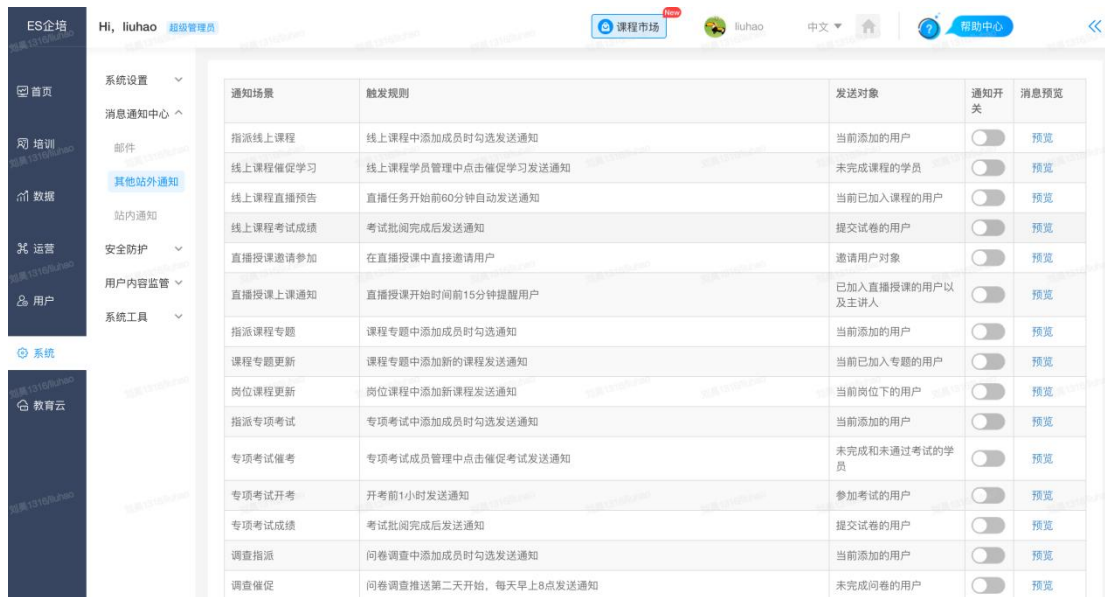 ES企培
Hi, liuhao 超级管理员
New
课程市场
liuhao
中文
帮助中心
首页
培训
数据
运营
用户
系统
教育云
系统设置
消息通知中心
邮件
其他站外通知
站内通知
安全防护
用户内容监管
系统工具
通知场景 触发规则 发送对象 通知开关 消息预览
指派线上课程 线上课程中添加成员时勾选发送通知 当前添加的用户 预览
线上课程催促学习 线上课程学员管理中点击催促学习发送通知 未完成课程的学员 预览
线上课程直播预告 直播任务开始前60分钟自动发送通知 当前已加入课程的用户 预览
线上课程考试成绩 考试批阅完成后发送通知 提交试卷的用户 预览
直播授课邀请参加 在直播授课中直接邀请用户 邀请用户对象 预览
直播授课上课通知 直播授课开始时间前15分钟提醒用户 已加入直播授课的用户以及主讲人 预览
指派课程专题 课程专题中添加成员时勾选通知 当前添加的用户 预览
课程专题更新 课程专题中添加新的课程发送通知 当前已加入专题的用户 预览
岗位课程更新 岗位课程中添加新课程发送通知 当前岗位下的用户 预览
指派专项考试 专项考试中添加成员时勾选发送通知 当前添加的用户 预览
专项考试催考 专项考试成员管理中点击催促考试发送通知 未完成和未通过考试的学员 预览
专项考试开考 开考前1小时发送通知 参加考试的用户 预览
专项考试成绩 考试批阅完成后发送通知 提交试卷的用户 预览
调查指派 问卷调查中添加成员时勾选发送通知 当前添加的用户 预览
调查催促 问卷调查推送第二天开始，每天早上8点发送通知 未完成问卷的用户 预览